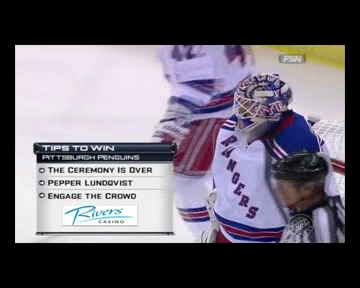 FSN
TIPS TO WIN
PITTSBURGH PENGUINS
THE CEREMONY IS OVER
PEPPER LUNDQVIST
ENGAGE THE CROWD
Rivers
CASINO
RANGERS